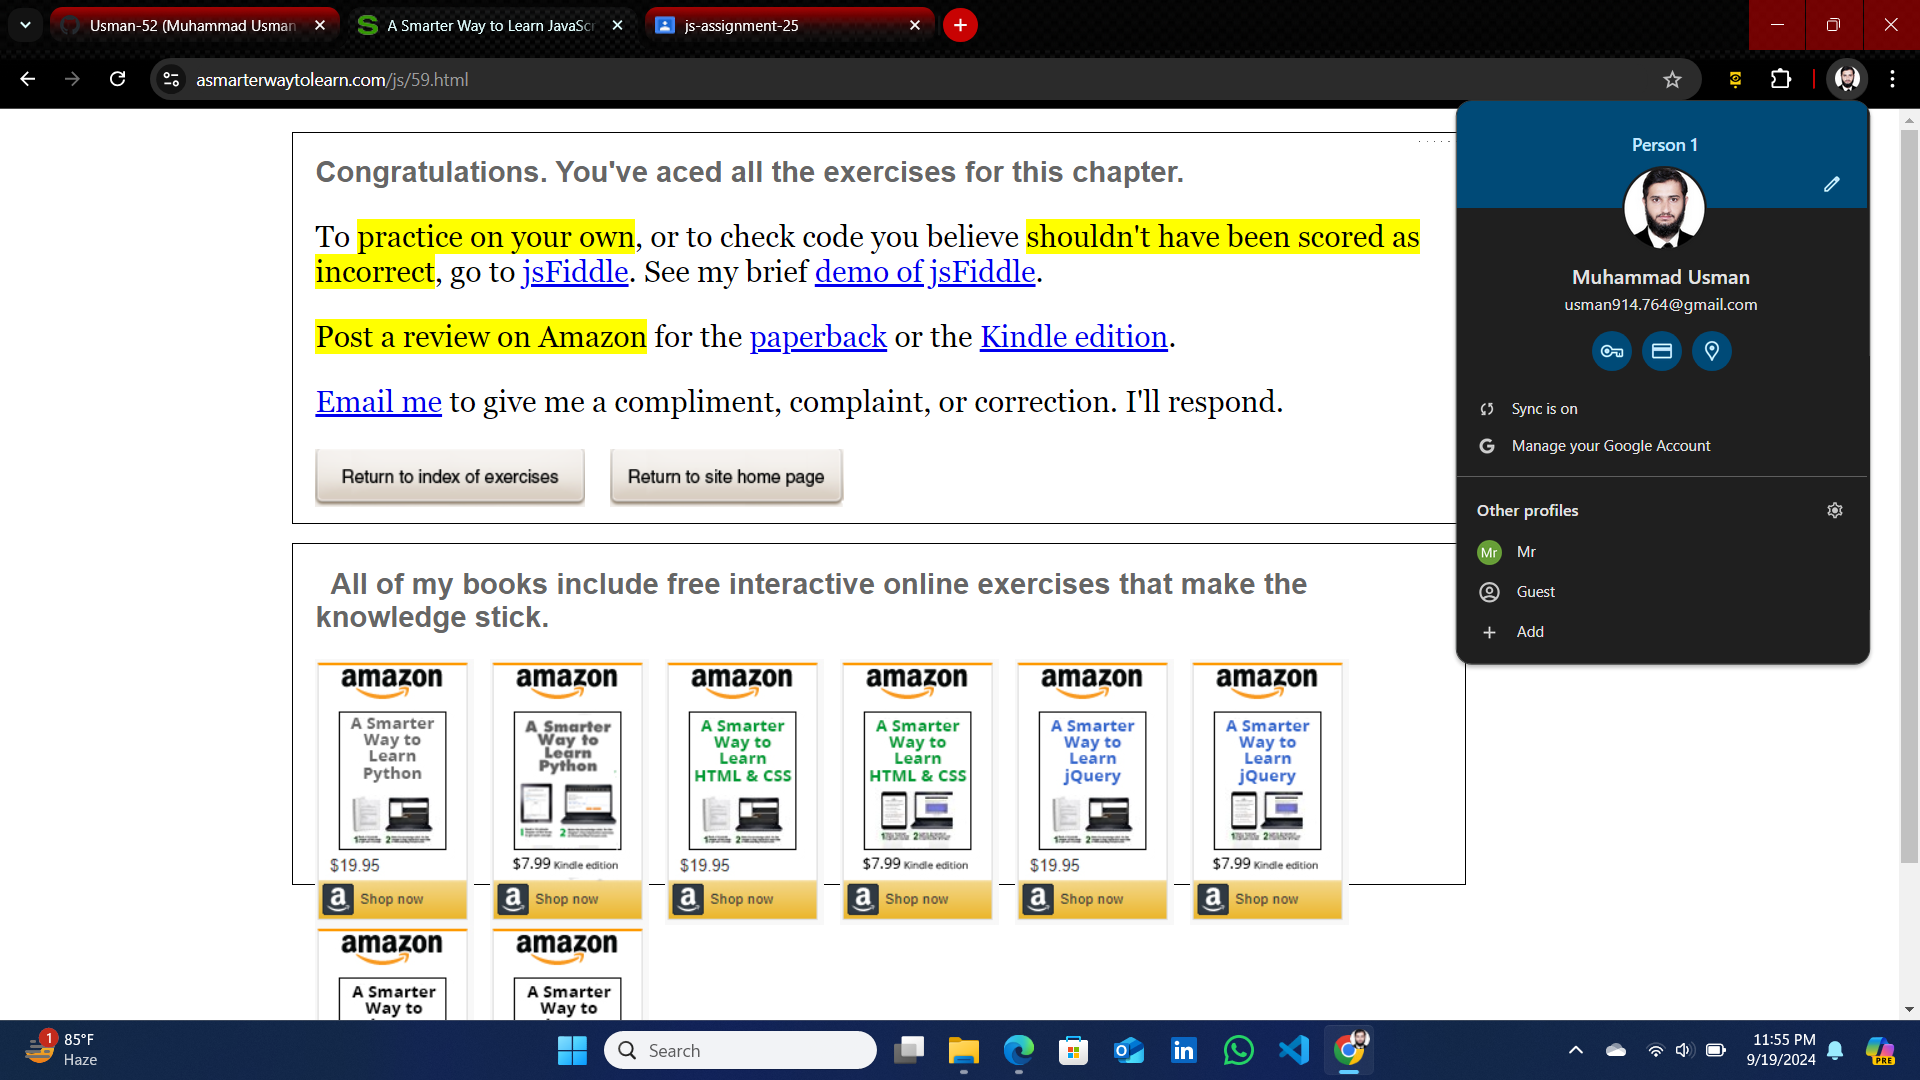 Usman-52 (Muhammad Usman
A Smarter Way to Learn JavaScr
js-assignment-25
asmarterwaytolearn.com/js/59.html
Congratulations. You've aced all the exercises for this chapter.
To practice on your own, or to check code you believe shouldn't have been scored as
incorrect, go to jsFiddle. See my brief demo of jsFiddle.
Post a review on Amazon for the paperback or the Kindle edition.
Email me to give me a compliment, complaint, or correction. I'll respond.
Return to index of exercises
Return to site home page
Person 1
Muhammad Usman
usman914.764@gmail.com
Sync is on
Manage your Google Account
Other profiles
Mr
Mr
Guest
Add
All of my books include free interactive online exercises that make the
knowledge stick.
amazon
A Smarter
Way to
Learn
Python
$19.95
Shop now
amazon
A Smarter
Way to
Learn
Python
$7.99 Kindle edition
Shop now
amazon
A Smarter
Way to
Learn
HTML & CSS
$19.95
Shop now
amazon
A Smarter
Way to
Learn
HTML & CSS
$7.99 Kindle edition
Shop now
amazon
A Smarter
Way to
Learn
jQuery
$19.95
Shop now
amazon
A Smarter
Way to
Learn
jQuery
$7.99 Kindle edition
Shop now
amazon
A Smarter
Way to
amazon
A Smarter
Way to
1
85°F
Haze
Search
PRE
11:55 PM
9/19/2024